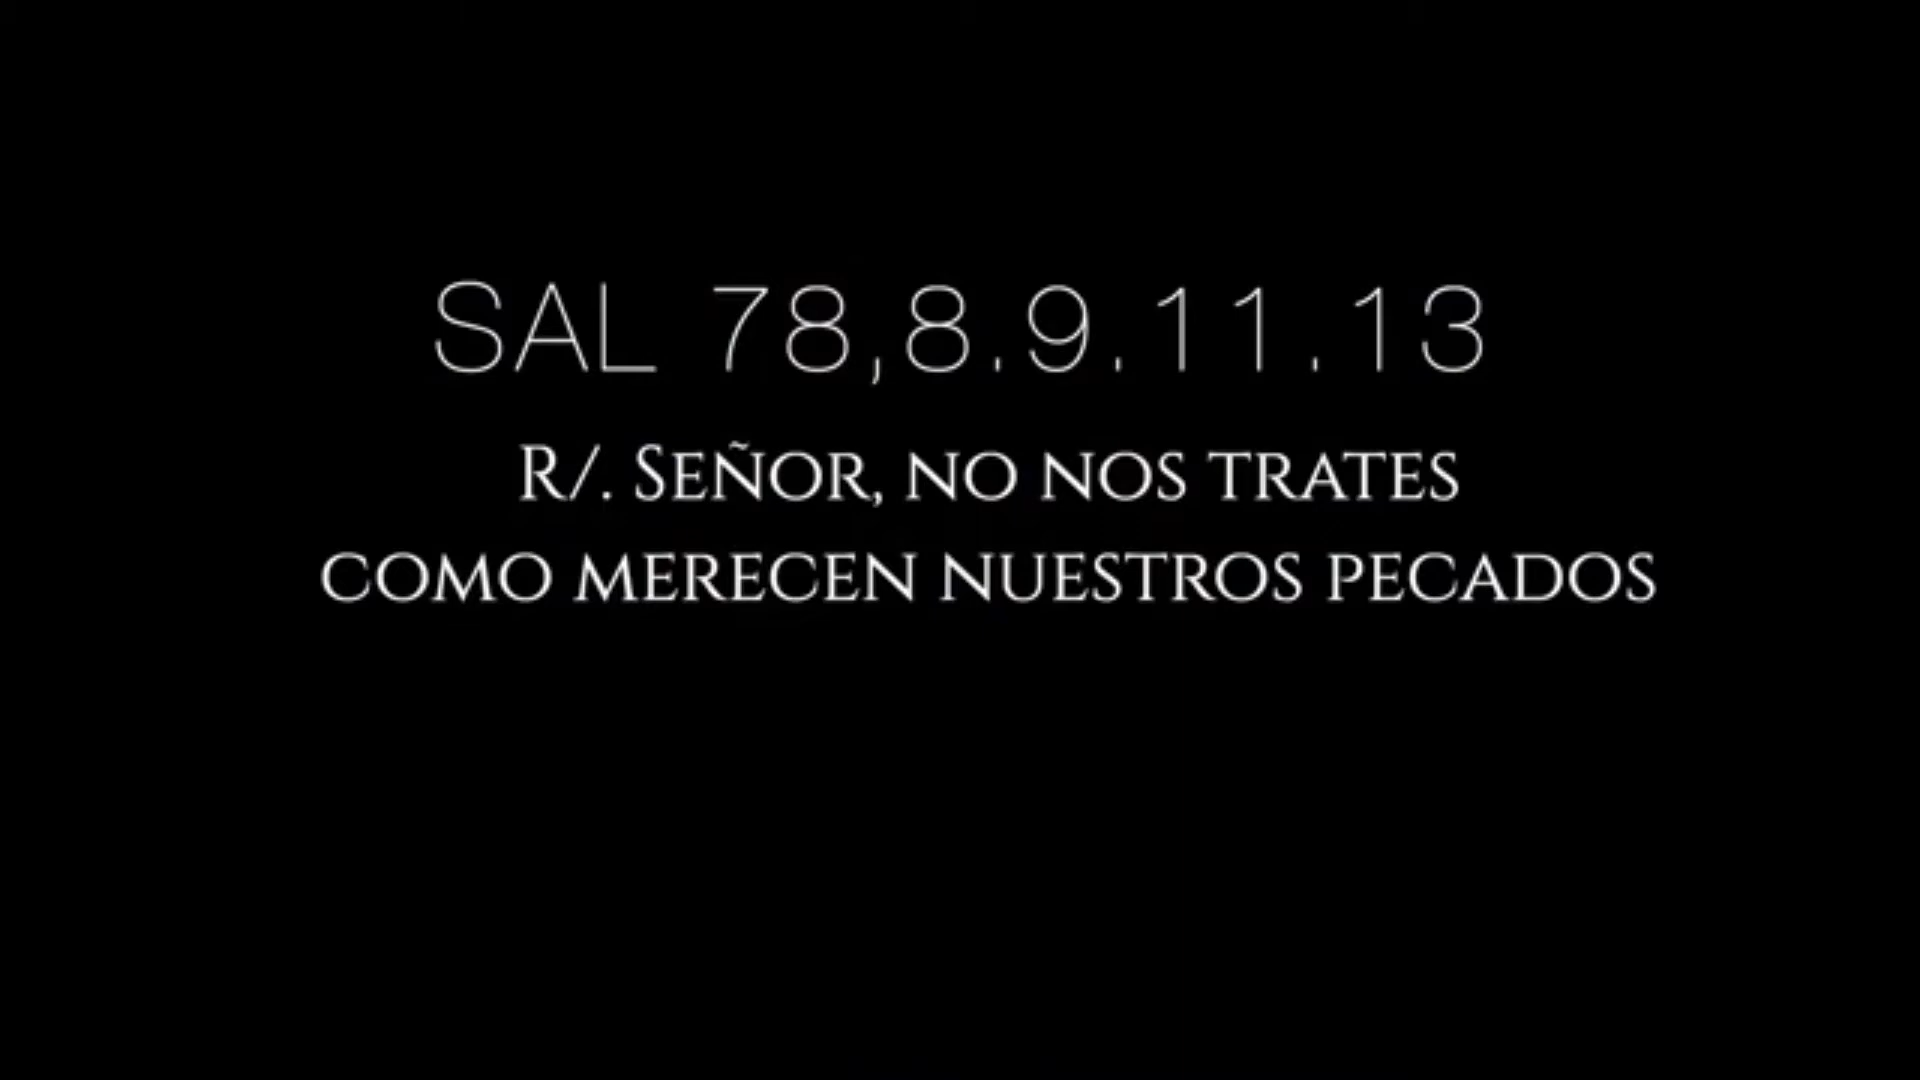 SAL 78,8.9.11.13
R/. SEÑOR, NO NOS TRATES
COMO MERECEN NUESTROS PECADOS